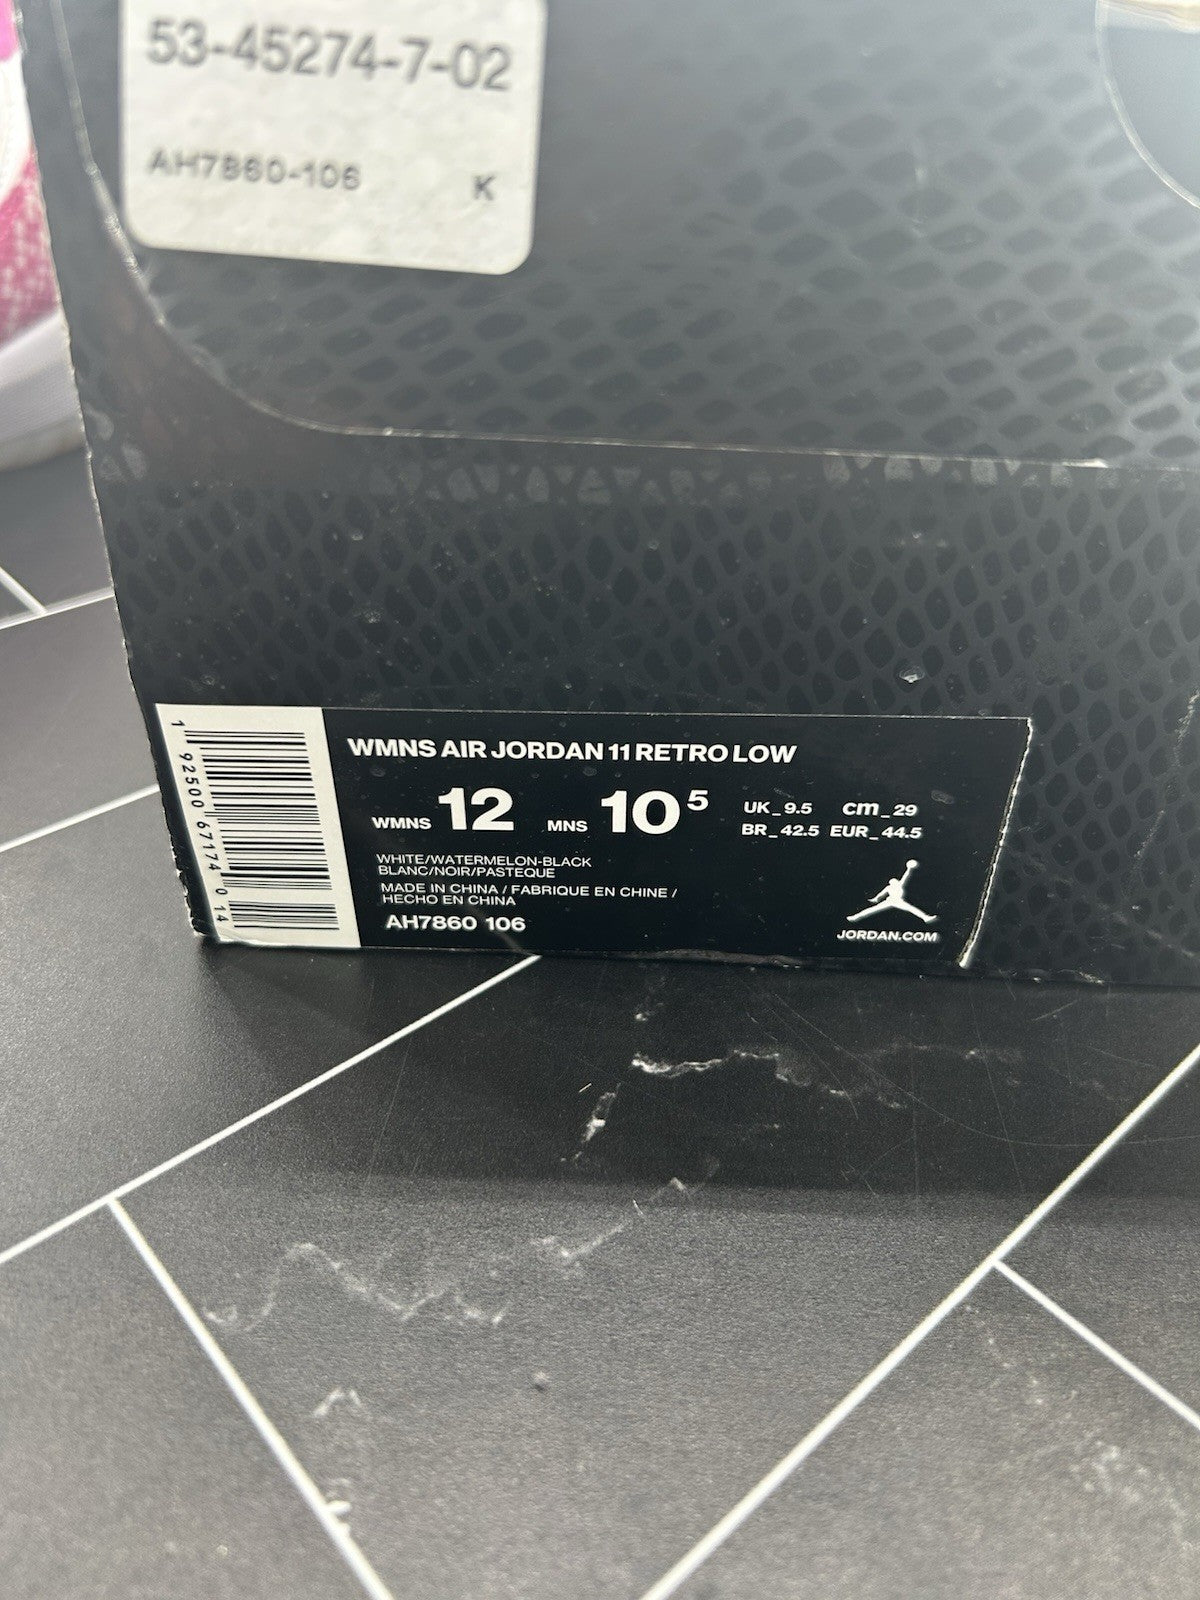 53-45274-7-02
AH7860-106 K
1 92500 67174 0 14
WMNS AIR JORDAN 11 RETRO LOW
WMNS 12 MNS 10⁵ UK_9.5 cm_29
BR_42.5 EUR_44.5
WHITE/WATERMELON-BLACK
BLANC/NOIR/PASTEQUE
MADE IN CHINA / FABRIQUE EN CHINE /
HECHO EN CHINA
AH7860 106
JORDAN.COM